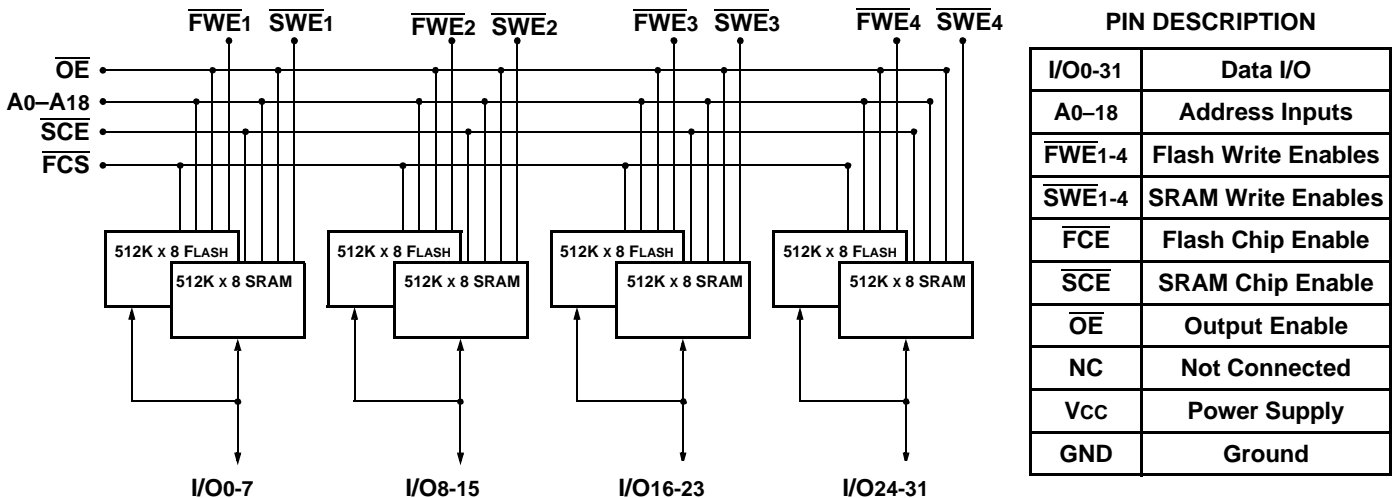 FWE1 SWE1 FWE2 SWE2 FWE3 SWE3 FWE4 SWE4
OE
A0–A18
SCE
FCS
512K x 8 FLASH
512K x 8 SRAM
512K x 8 FLASH
512K x 8 SRAM
512K x 8 FLASH
512K x 8 SRAM
512K x 8 FLASH
512K x 8 SRAM
I/O0-7 I/O8-15 I/O16-23 I/O24-31
PIN DESCRIPTION
I/O0-31 Data I/O
A0–18 Address Inputs
FWE1-4 Flash Write Enables
SWE1-4 SRAM Write Enables
FCE Flash Chip Enable
SCE SRAM Chip Enable
OE Output Enable
NC Not Connected
VCC Power Supply
GND Ground